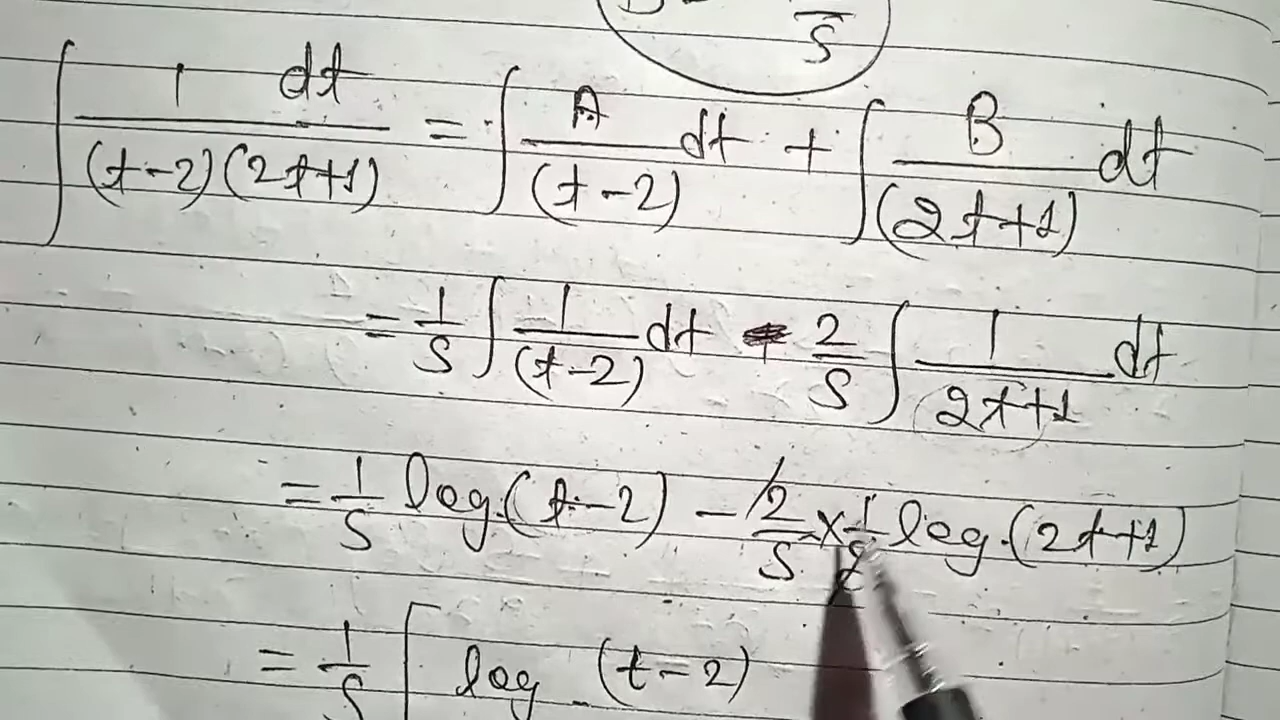 5
∫ 1 dt / (t-2)(2t+1) = ∫ A / (t-2) dt + ∫ B / (2t+1) dt
= 1/5 ∫ 1 / (t-2) dt - 2/5 ∫ 1 / 2t+1 dt
= 1/5 log.(t-2) - 2/5 × 1/2 log.(2t+1)
= 1/5 [ log (t-2)